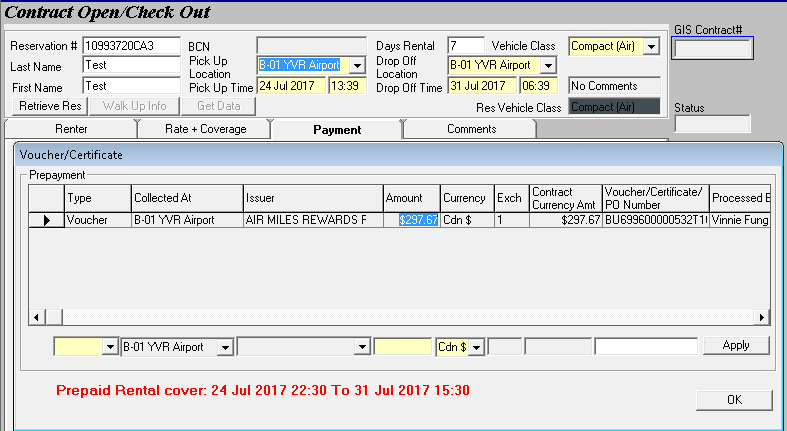 Contract Open/Check Out
GIS Contract#
Reservation # 10993720CA3 BCN Days Rental 7 Vehicle Class Compact (Air)
Last Name Test Pick Up Location B-01 YVR Airport Drop Off Location B-01 YVR Airport
First Name Test Pick Up Time 24 Jul 2017 13:39 Drop Off Time 31 Jul 2017 06:39 No Comments
Retrieve Res Walk Up Info Get Data Res Vehicle Class Compact (Air) Status
Renter Rate + Coverage Payment Comments
Voucher/Certificate
Prepayment
Type Collected At Issuer Amount Currency Exch Contract Currency Amt Voucher/Certificate/ PO Number Processed
Voucher B-01 YVR Airport AIR MILES REWARDS F $297.67 Cdn $ 1 $297.67 BU699600000532T1 Vinnie Fung
B-01 YVR Airport Cdn $ Apply
Prepaid Rental cover: 24 Jul 2017 22:30 To 31 Jul 2017 15:30
OK